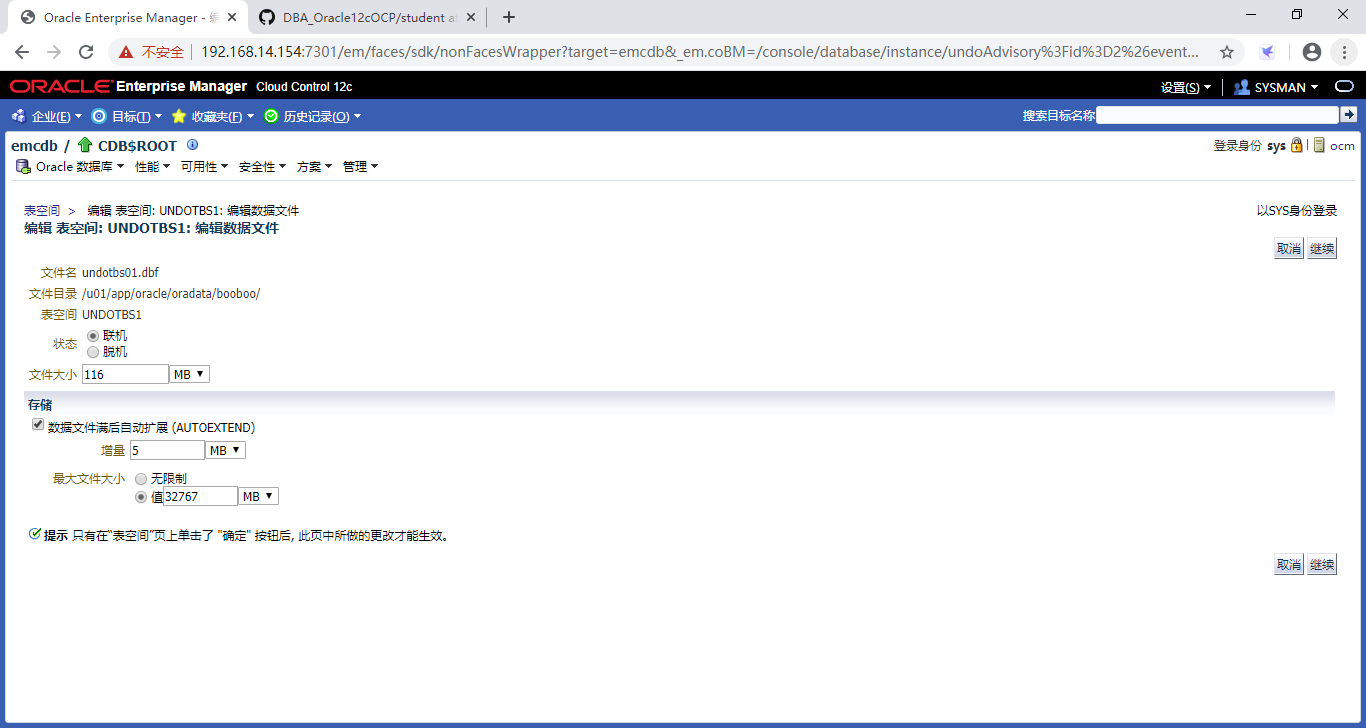 Oracle Enterprise Manager - 编
DBA_Oracle12cOCP/student at
不安全 192.168.14.154:7301/em/faces/sdk/nonFacesWrapper?target=emcdb&_em.coBM=/console/database/instance/undoAdvisory%3Fid%3D2%26event...
ORACLE Enterprise Manager Cloud Control 12c 设置(S) SYSMAN
企业(E) 目标(T) 收藏夹(F) 历史记录(O) 搜索目标名称
emcdb / CDB$ROOT 登录身份 sys ocm
Oracle 数据库 性能 可用性 安全性 方案 管理
表空间 > 编辑 表空间: UNDOTBS1: 编辑数据文件 以SYS身份登录
编辑 表空间: UNDOTBS1: 编辑数据文件
取消 继续
文件名 undotbs01.dbf
文件目录 /u01/app/oracle/oradata/booboo/
表空间 UNDOTBS1
状态 联机
脱机
文件大小 116 MB
存储
数据文件满后自动扩展 (AUTOEXTEND)
增量 5 MB
最大文件大小 无限制
值 32767 MB
提示 只有在"表空间"页上单击了 "确定" 按钮后, 此页中所做的更改才能生效。
取消 继续